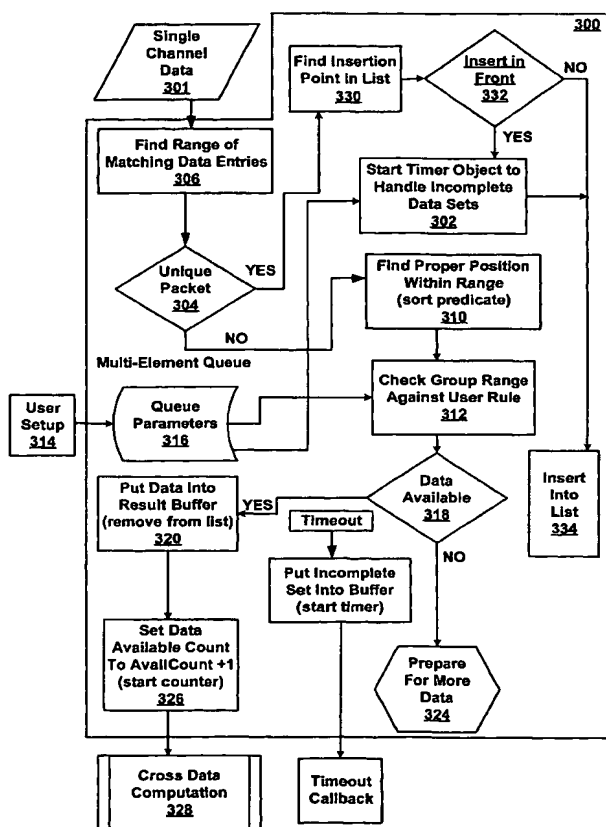 300
Single
Channel
Data
301
Find Insertion
Point in List
330
Insert in
Front
332
NO
YES
Find Range of
Matching Data Entries
306
Start Timer Object to
Handle Incomplete
Data Sets
302
Unique
Packet
304
YES
NO
Find Proper Position
Within Range
(sort predicate)
310
Multi-Element Queue
User
Setup
314
Queue
Parameters
316
Check Group Range
Against User Rule
312
Put Data Into
Result Buffer
(remove from list)
320
YES
Data
Available
318
NO
Insert
Into
List
334
Timeout
Put Incomplete
Set Into Buffer
(start timer)
Set Data
Available Count
To AvailCount +1
(start counter)
326
Prepare
For More
Data
324
Cross Data
Computation
328
Timeout
Callback